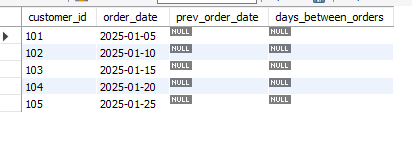 customer_id order_date prev_order_date days_between_orders
101 2025-01-05 NULL NULL
102 2025-01-10 NULL NULL
103 2025-01-15 NULL NULL
104 2025-01-20 NULL NULL
105 2025-01-25 NULL NULL